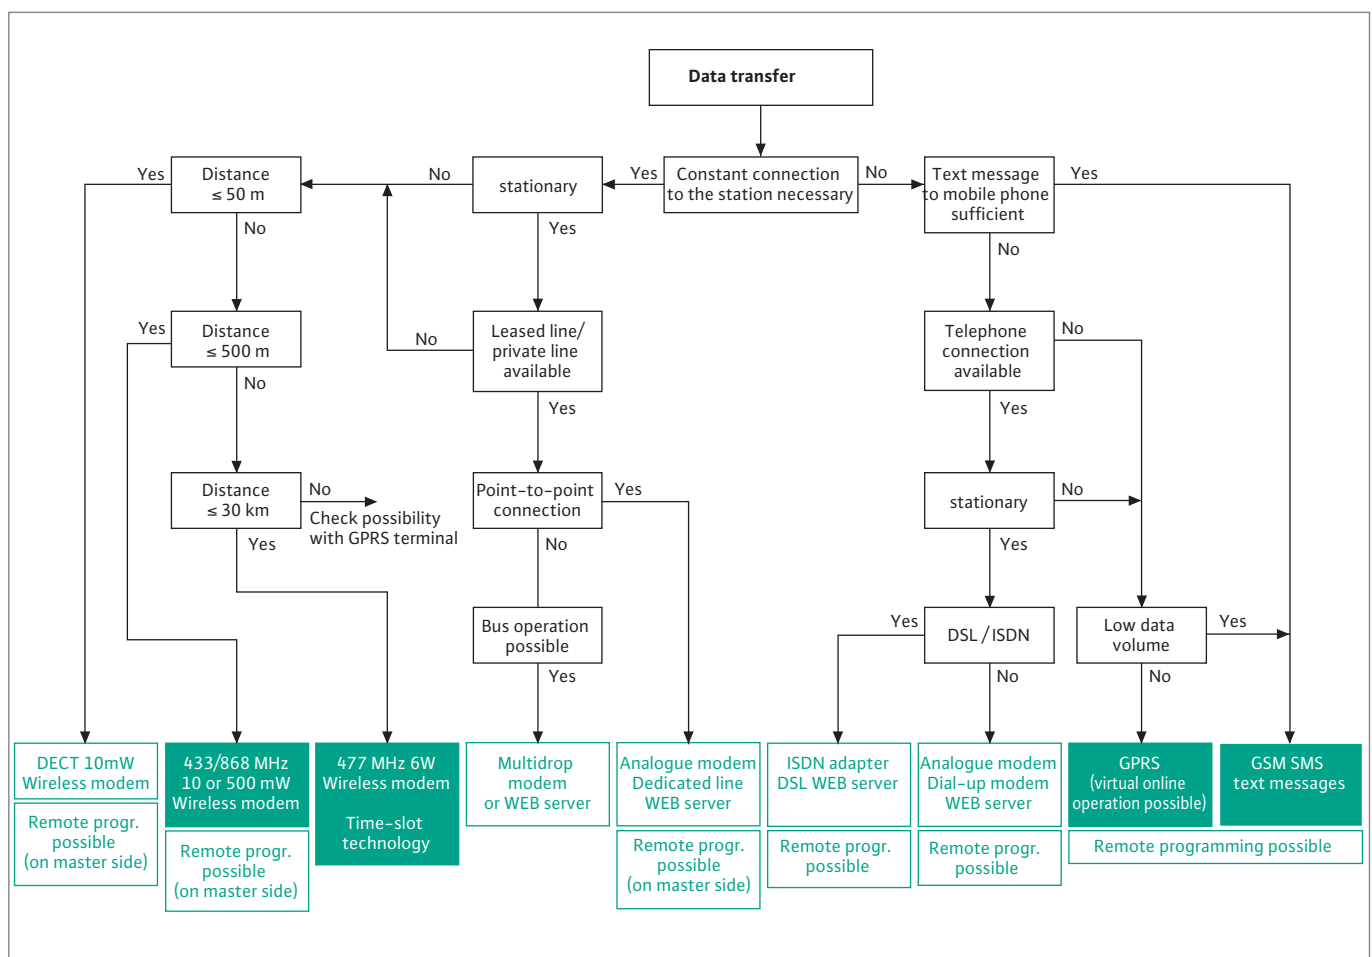 Data transfer
Yes
Distance
≤ 50 m
No
stationary
Yes
Constant connection
to the station necessary
No
Text message
to mobile phone
sufficient
Yes
No
Yes
No
Yes
Distance
≤ 500 m
No
Leased line/
private line
available
Telephone
connection
available
No
No
Yes
Yes
Distance
≤ 30 km
No
Check possibility
with GPRS terminal
Point-to-point
connection
Yes
stationary
No
Yes
No
Yes
Bus operation
possible
Yes
DSL / ISDN
Low data
volume
Yes
Yes
No
No
DECT 10mW
Wireless modem
433/868 MHz
10 or 500 mW
Wireless modem
477 MHz 6W
Wireless modem
Time-slot
technology
Multidrop
modem
or WEB server
Analogue modem
Dedicated line
WEB server
ISDN adapter
DSL WEB server
Analogue modem
Dial-up modem
WEB server
GPRS
(virtual online
operation possible)
GSM SMS
text messages
Remote progr.
possible
(on master side)
Remote progr.
possible
(on master side)
Remote progr.
possible
(on master side)
Remote progr.
possible
Remote progr.
possible
Remote programming possible